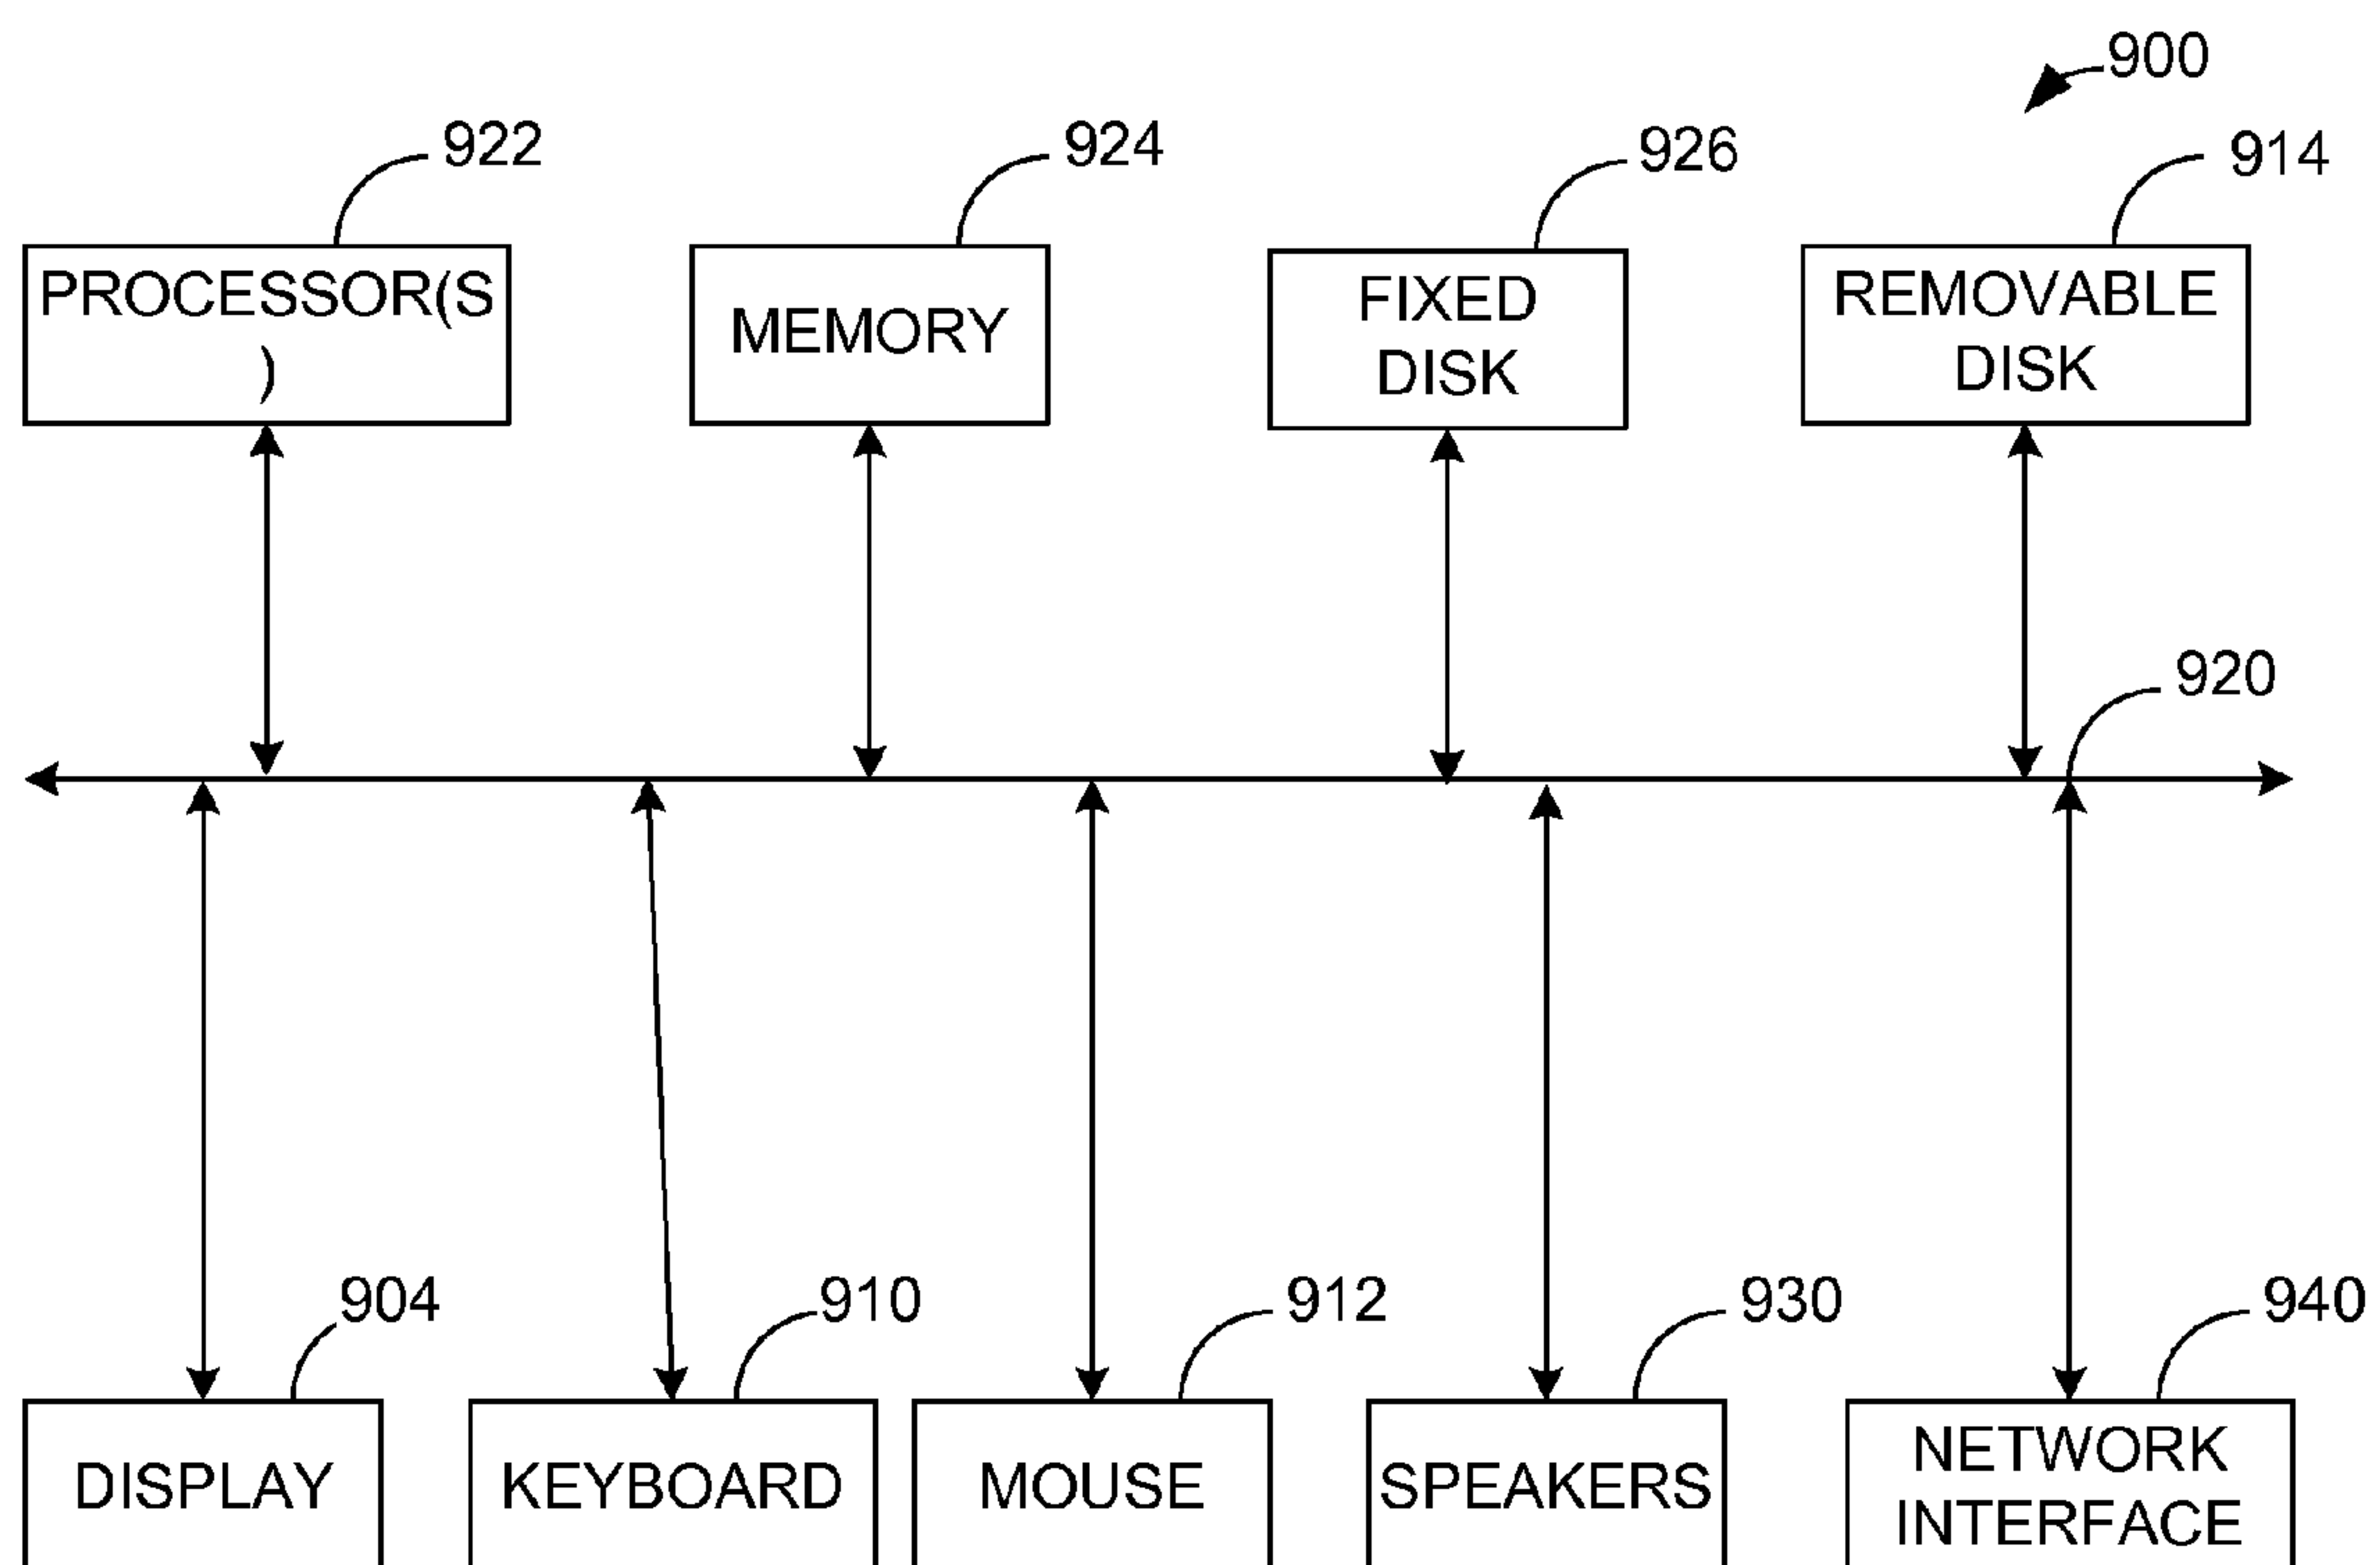 900
922
924
926
914
PROCESSOR(S
)
MEMORY
FIXED
DISK
REMOVABLE
DISK
920
904
910
912
930
940
DISPLAY
KEYBOARD
MOUSE
SPEAKERS
NETWORK
INTERFACE